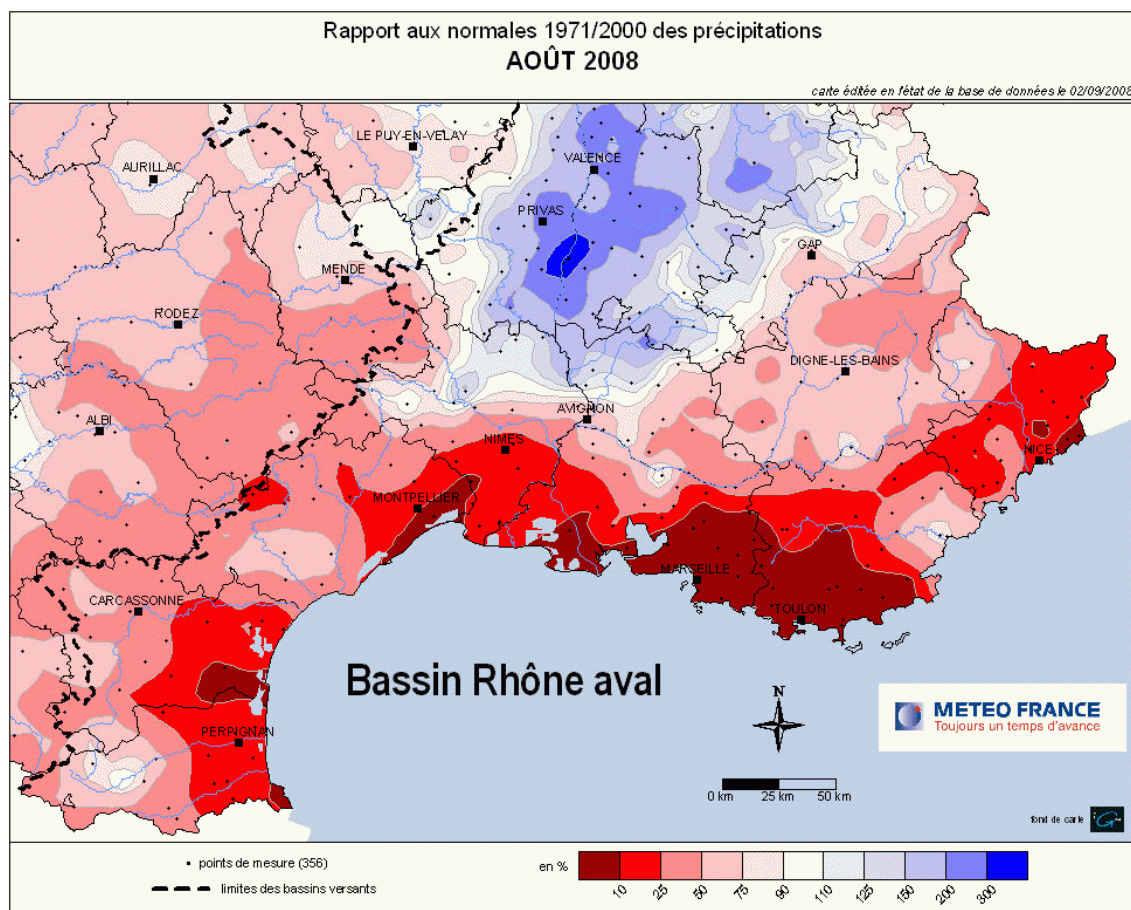 Rapport aux normales 1971/2000 des précipitations
AOÛT 2008
carte éditée en l'état de la base de données le 02/09/2008
LE PUY-EN-VELAY
AURILLAC
VALENCE
PRIVAS
GAP
MENDE
RODEZ
DIGNE-LES-BAINS
AVIGNON
ALBI
NIMES
NICE
MONTPELLIER
MARSEILLE
CARCASSONNE
TOULON
Bassin Rhône aval
N
METEO FRANCE
Toujours un temps d'avance
PERPIGNAN
0 km 25 km 50 km
fond de carte
points de mesure (356)
limites des bassins versants
en %
10 25 50 75 90 110 125 150 200 300